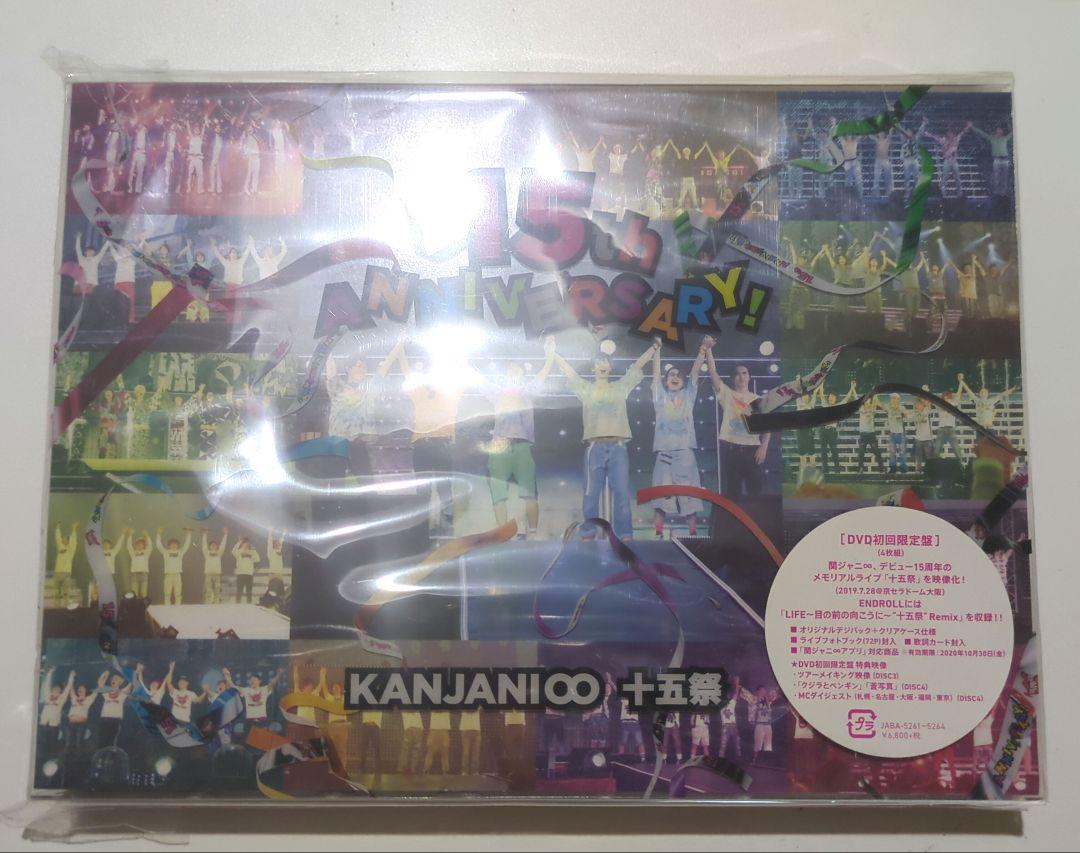 15th
ANNIVERSARY!
KANJANI∞ 十五祭
[DVD初回限定盤]
(4枚組)
関ジャニ∞、デビュー15周年の
メモリアルライブ「十五祭」を映像化!
(2019.7.28@京セラドーム大阪)
ENDROLLには
「LIFE~目の前の向こうに~"十五祭"Remix」を収録!!
■ オリジナルデジパック+クリアケース仕様
■ ライブフォトブック(72P)封入 ■ 歌詞カード封入
■「関ジャニ∞アプリ」対応商品 ※有効期限:2020年10月30日(金)
★DVD初回限定盤 特典映像
・ツアーメイキング映像(DISC3)
・「クジラとペンギン」「蒼写真」(DISC4)
・MCダイジェスト(札幌・名古屋・大阪・福岡・東京)(DISC4)
プラ
JABA-5261~5264
¥6,800+税